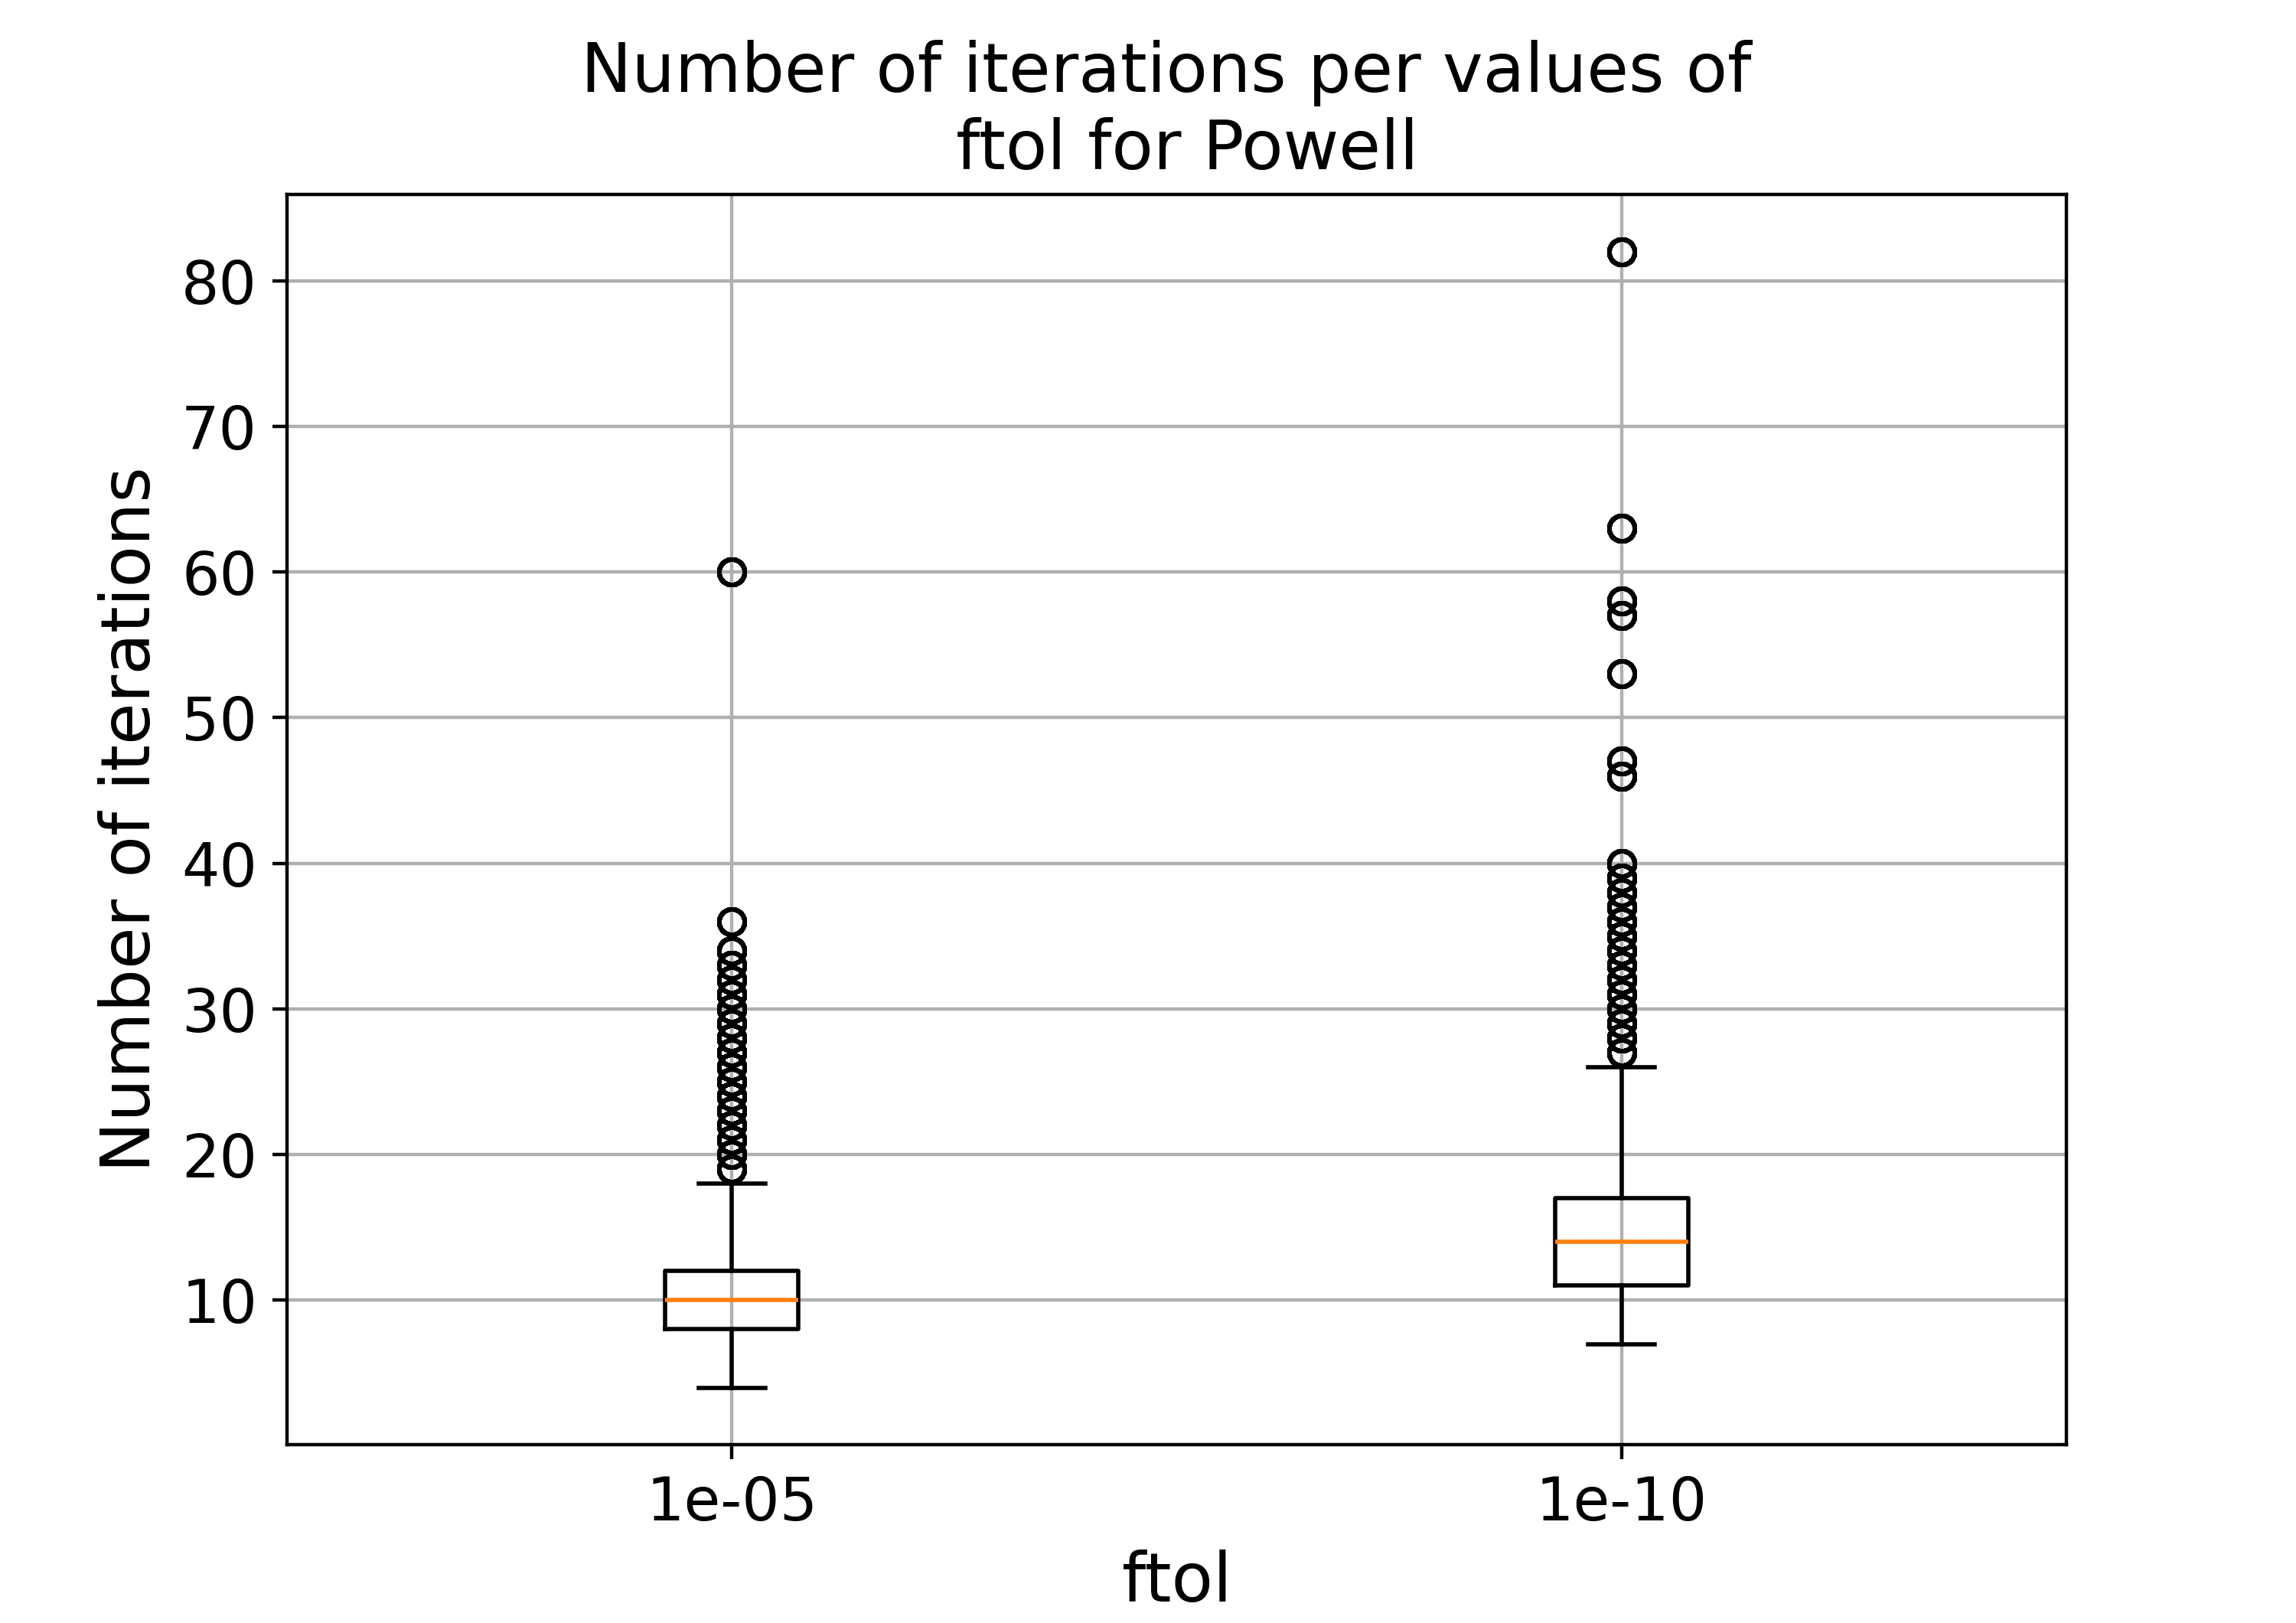 Number of iterations per values of
ftol for Powell
Number of iterations
80
70
60
50
40
30
20
10
1e-05
1e-10
ftol